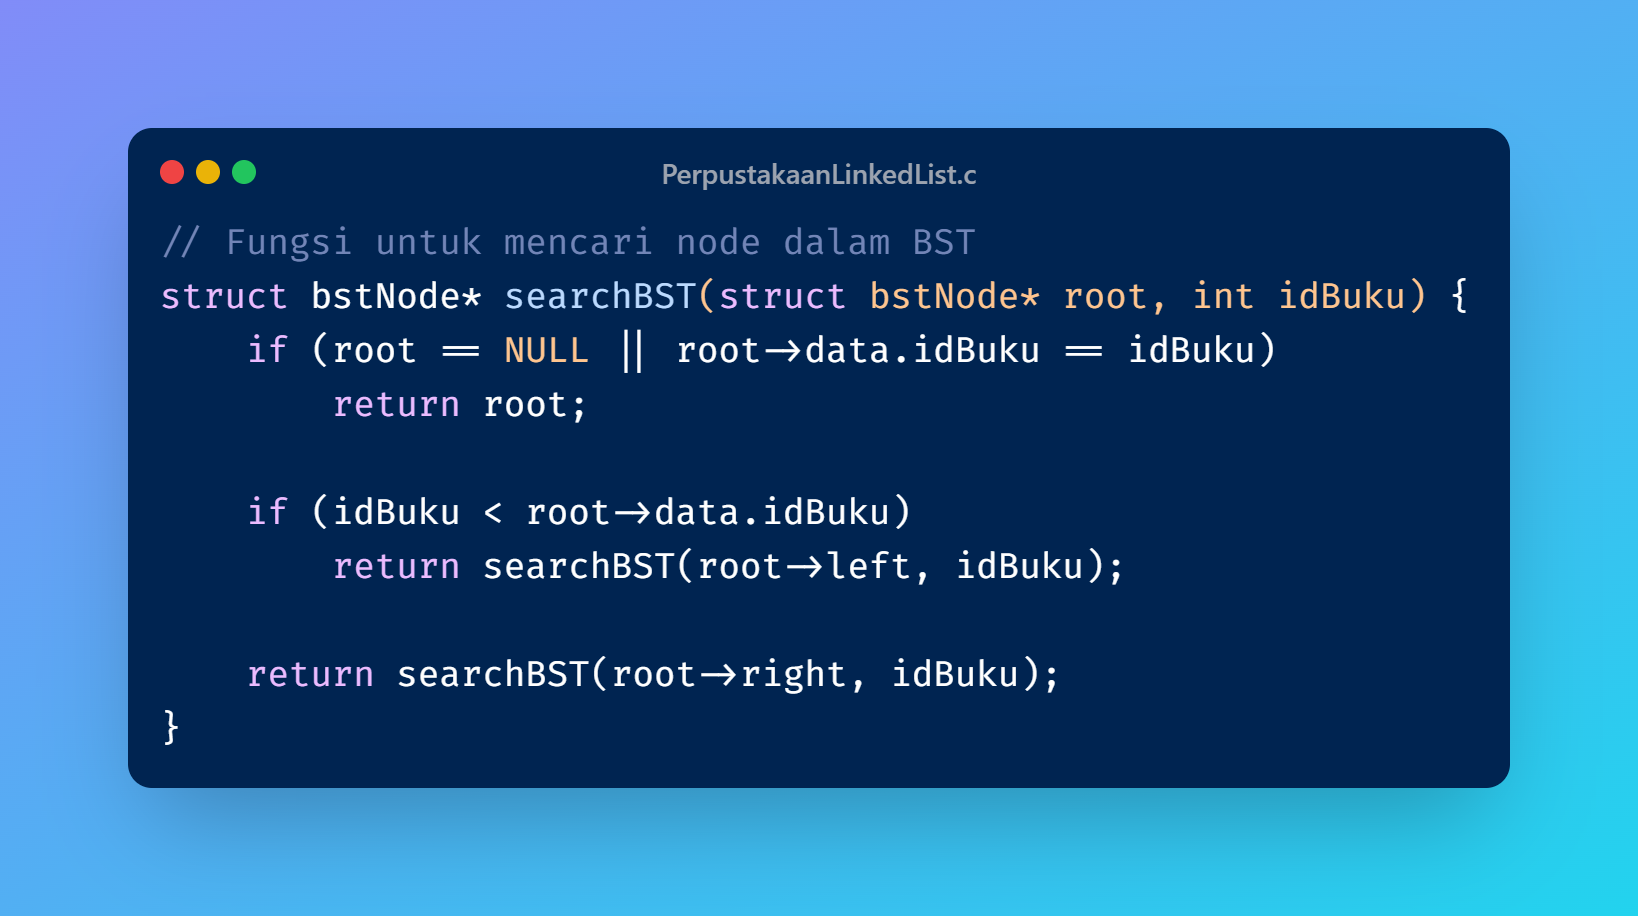 PerpustakaanLinkedList.c
// Fungsi untuk mencari node dalam BST
struct bstNode* searchBST(struct bstNode* root, int idBuku) {
    if (root == NULL || root->data.idBuku == idBuku)
        return root;

    if (idBuku < root->data.idBuku)
        return searchBST(root->left, idBuku);

    return searchBST(root->right, idBuku);
}